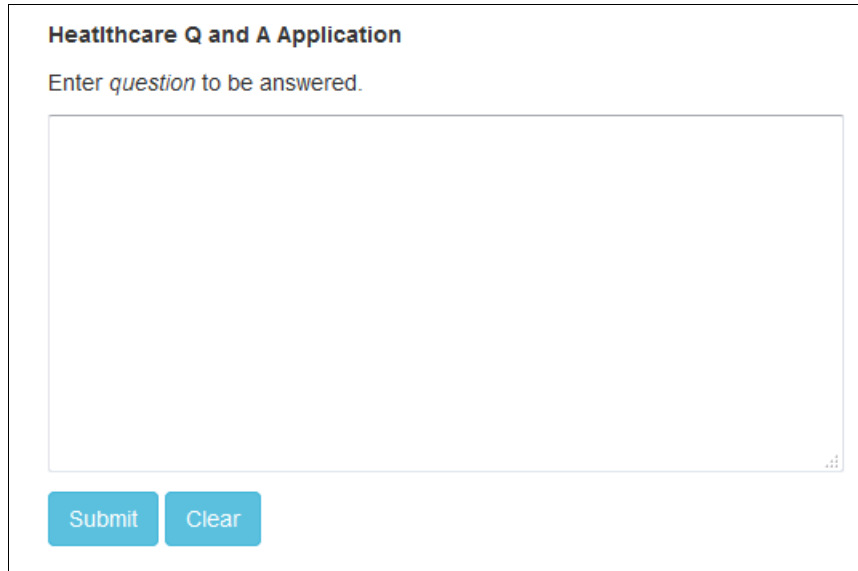 Heatlthcare Q and A Application
Enter question to be answered.
Submit Clear